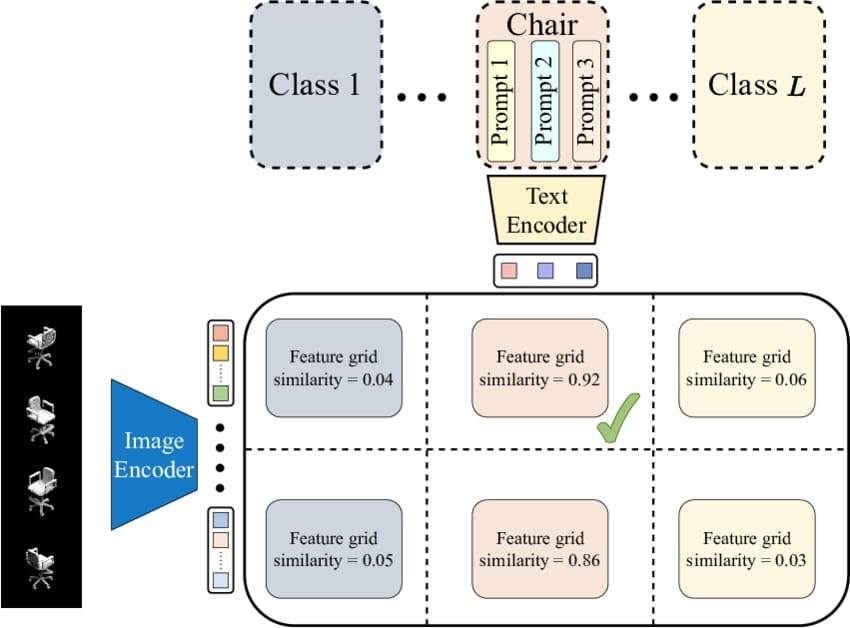 Class 1
Chair
Prompt 1
Prompt 2
Prompt 3
Class L
Text
Encoder
Image
Encoder
Feature grid
similarity = 0.04
Feature grid
similarity = 0.92
Feature grid
similarity = 0.06
Feature grid
similarity = 0.05
Feature grid
similarity = 0.86
Feature grid
similarity = 0.03